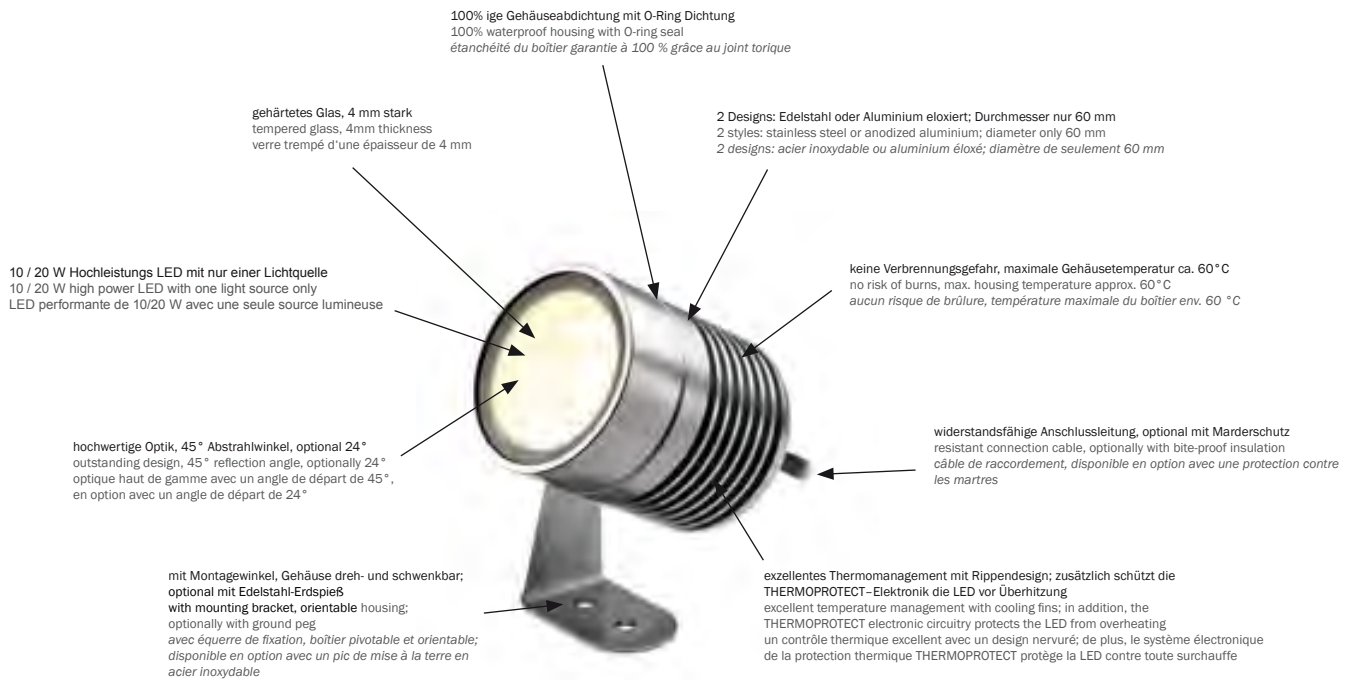 100% ige Gehäuseabdichtung mit O-Ring Dichtung
100% waterproof housing with O-ring seal
étanchéité du boîtier garantie à 100 % grâce au joint torique
gehärtetes Glas, 4 mm stark
tempered glass, 4mm thickness
verre trempé d'une épaisseur de 4 mm
2 Designs: Edelstahl oder Aluminium eloxiert; Durchmesser nur 60 mm
2 styles: stainless steel or anodized aluminium; diameter only 60 mm
2 designs: acier inoxydable ou aluminium éloxé; diamètre de seulement 60 mm
10 / 20 W Hochleistungs LED mit nur einer Lichtquelle
10 / 20 W high power LED with one light source only
LED performante de 10/20 W avec une seule source lumineuse
keine Verbrennungsgefahr, maximale Gehäusetemperatur ca. 60°C
no risk of burns, max. housing temperature approx. 60°C
aucun risque de brûlure, température maximale du boîtier env. 60 °C
hochwertige Optik, 45° Abstrahlwinkel, optional 24°
outstanding design, 45° reflection angle, optionally 24°
optique haut de gamme avec un angle de départ de 45°,
en option avec un angle de départ de 24°
widerstandsfähige Anschlussleitung, optional mit Marderschutz
resistant connection cable, optionally with bite-proof insulation
câble de raccordement, disponible en option avec une protection contre
les martres
mit Montagewinkel, Gehäuse dreh- und schwenkbar;
optional mit Edelstahl-Erdspieß
with mounting bracket, orientable housing;
optionally with ground peg
avec équerre de fixation, boîtier pivotable et orientable;
disponible en option avec un pic de mise à la terre en
acier inoxydable
exzellentes Thermomanagement mit Rippendesign; zusätzlich schützt die
THERMOPROTECT–Elektronik die LED vor Überhitzung
excellent temperature management with cooling fins; in addition, the
THERMOPROTECT electronic circuitry protects the LED from overheating
un contrôle thermique excellent avec un design nervuré; de plus, le système électronique
de la protection thermique THERMOPROTECT protège la LED contre toute surchauffe